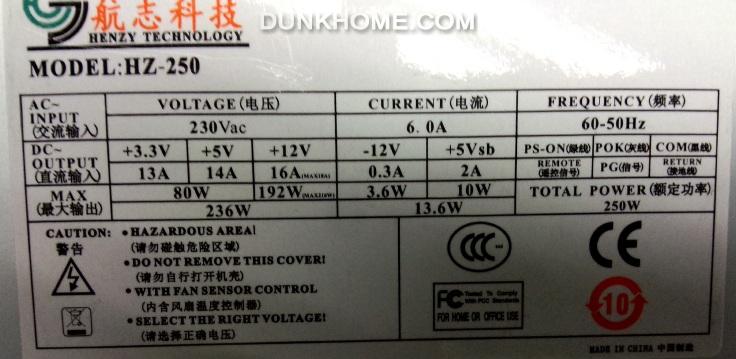 DUNKHOME.COM
航志科技
HENZY TECHNOLOGY
MODEL:HZ-250
AC~ INPUT (交流输入) VOLTAGE (电压) CURRENT (电流) FREQUENCY (频率)
230Vac 6.0A 60-50Hz
DC~ OUTPUT (直流输入) +3.3V +5V +12V -12V +5Vsb PS-ON(绿线) POK(灰线) COM(黑线)
13A 14A 16A(MAX18A) 0.3A 2A REMOTE (遥控信号) PG(信号) RETURN (接地线)
MAX (最大输出) 80W 192W 3.6W 10W TOTAL POWER (额定功率)
236W 13.6W 250W
CAUTION: • HAZARDOUS AREA!
警告 (请勿碰触危险区域)
• DO NOT REMOVE THIS COVER!
(请勿自行打开机壳)
• WITH FAN SENSOR CONTROL
(内含风扇温度控制器)
• SELECT THE RIGHT VOLTAGE!
(请选择正确电压)
CCC
CE
FC Tested To Comply
With FCC Standards
FOR HOME OR OFFICE USE
10
MADE IN CHINA 中国制造